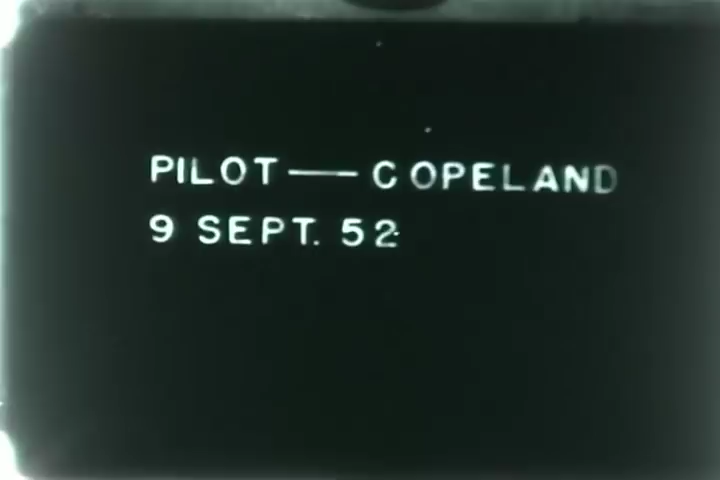 PILOT — COPELAND
9 SEPT. 52